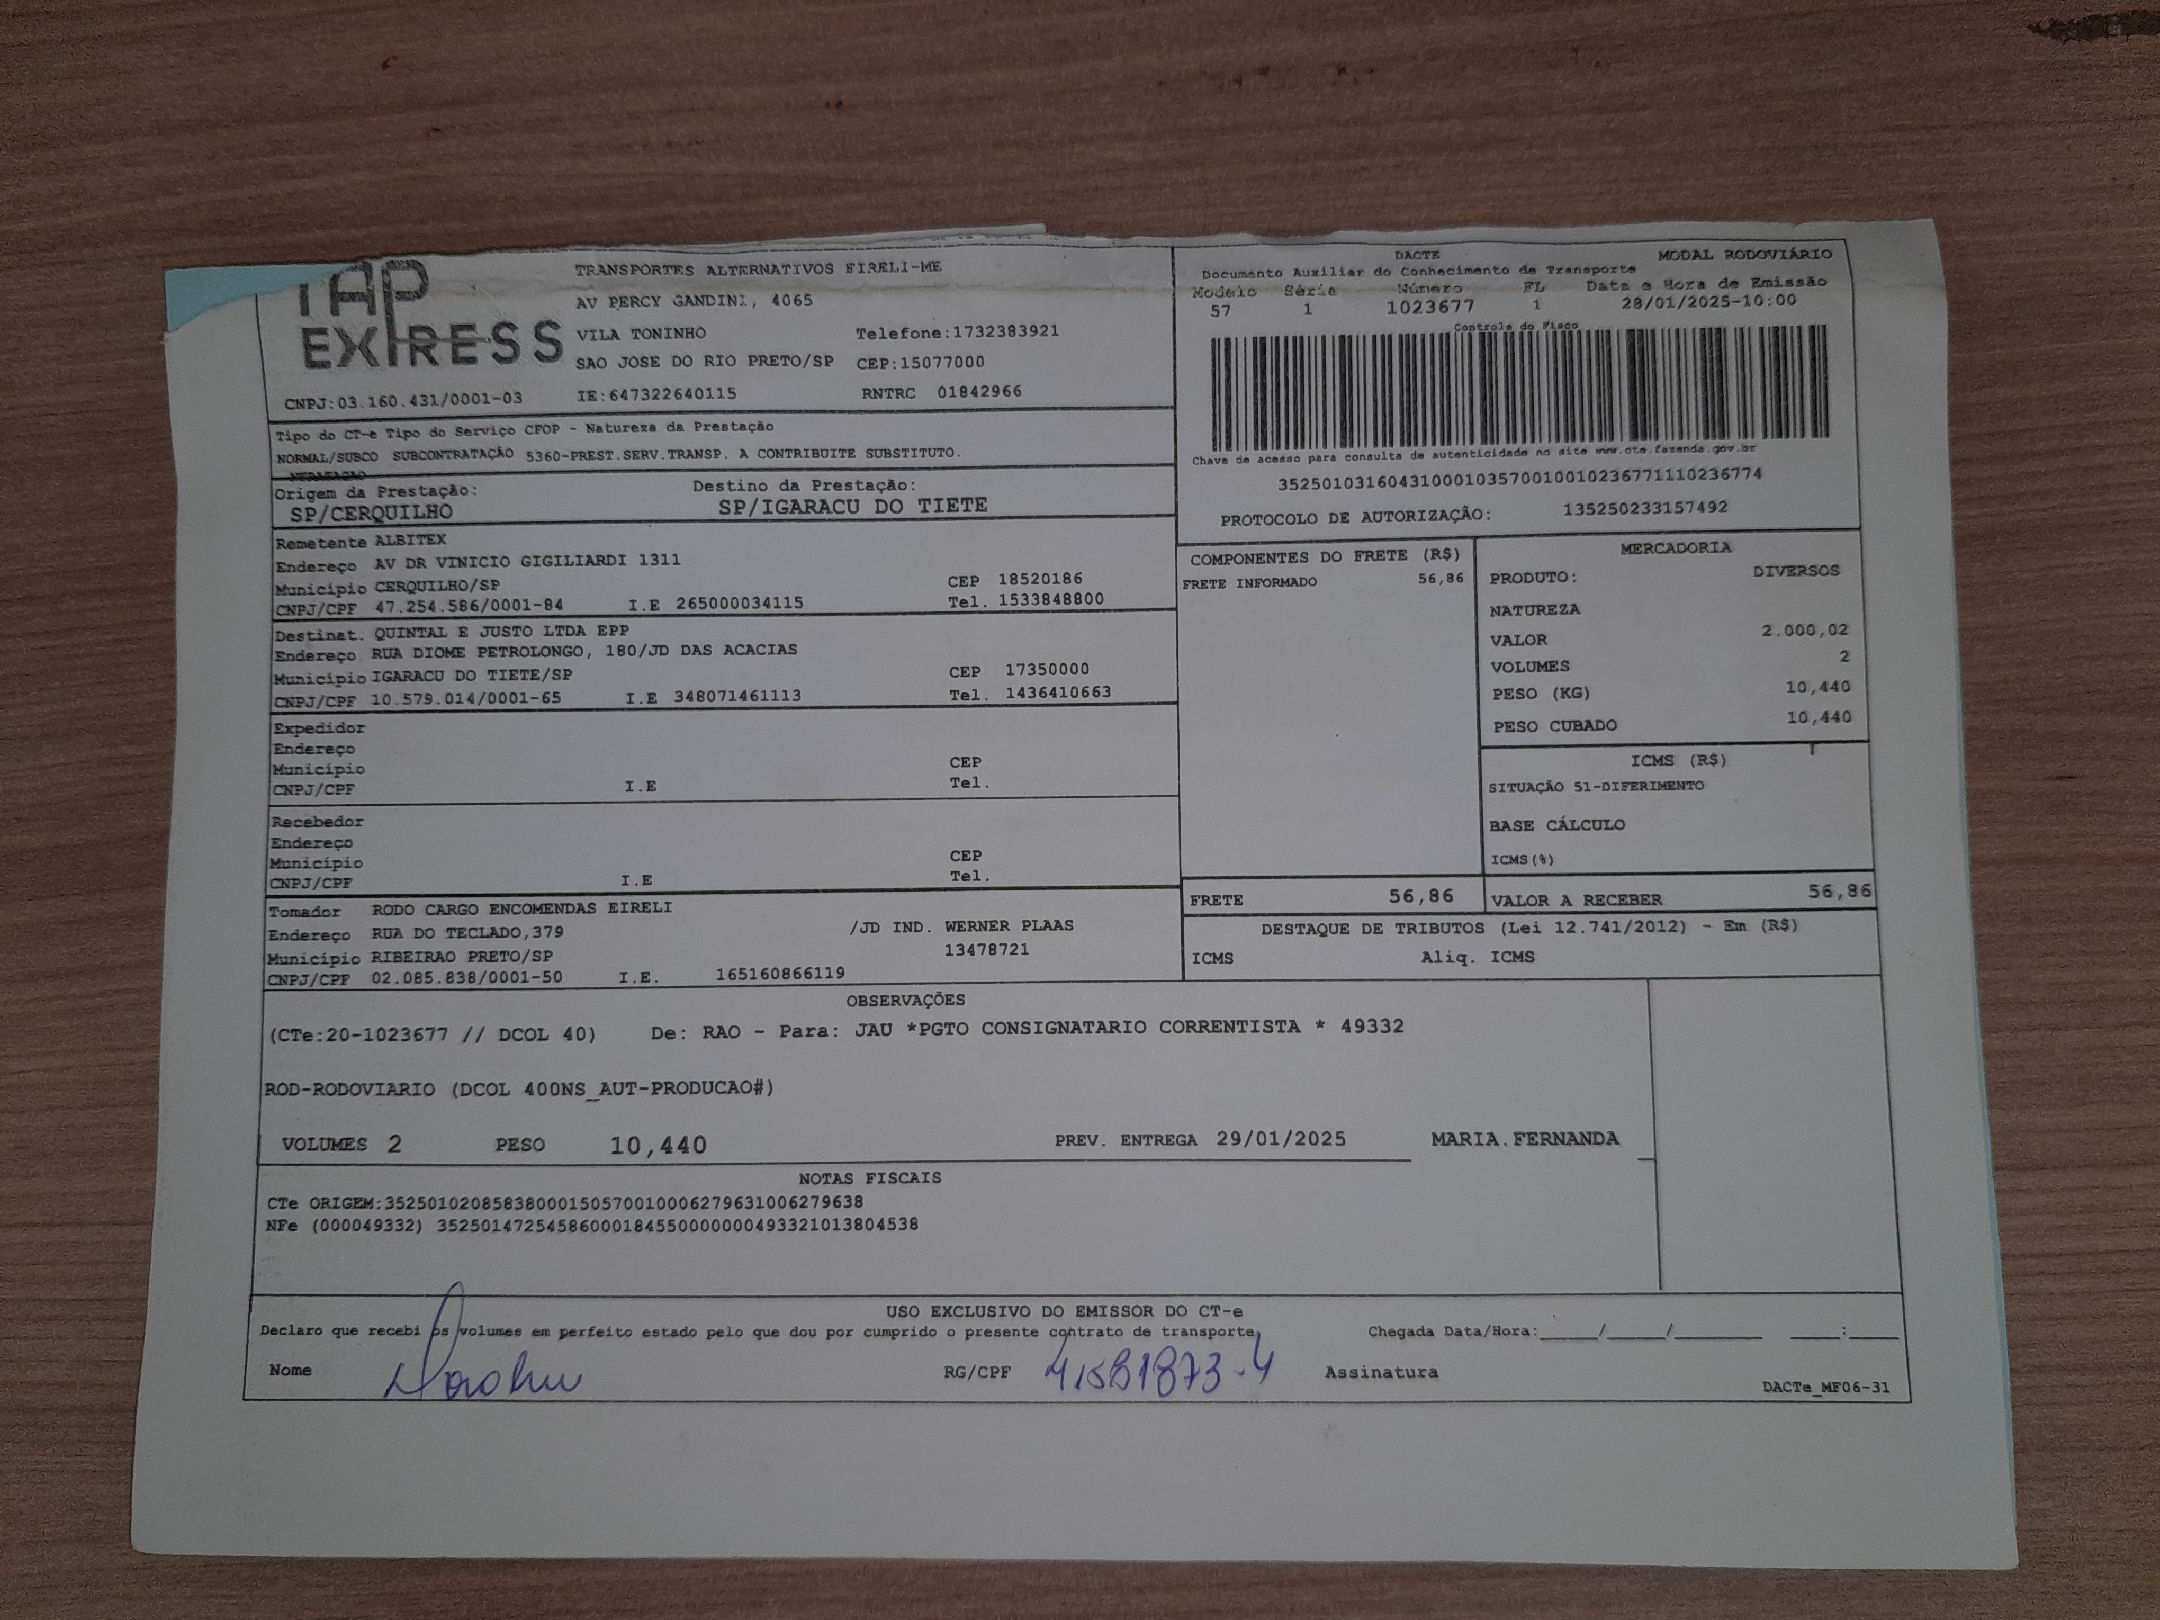 TAP
EXPRESS
TRANSPORTES ALTERNATIVOS EIRELI-ME
AV PERCY GANDINI, 4065
VILA TONINHO Telefone:1732383921
SAO JOSE DO RIO PRETO/SP CEP:15077000
CNPJ:03.160.431/0001-03 IE:647322640115 RNTRC 01842966
DACTE MODAL RODOVIÁRIO
Documento Auxiliar do Conhecimento de Transporte
Modelo Série Número FL Data e Hora de Emissão
57 1 1023677 1 28/01/2025-10:00
Controle do Fisco
Chave de acesso para consulta de autenticidade no site www.cte.fazenda.gov.br
35250103160431000103570010010236771110236774
PROTOCOLO DE AUTORIZAÇÃO: 135250233157492
Tipo do CT-e Tipo do Serviço CFOP - Natureza da Prestação
NORMAL/SUBCO SUBCONTRATAÇÃO 5360-PREST.SERV.TRANSP. A CONTRIBUITE SUBSTITUTO.
Origem da Prestação: Destino da Prestação:
SP/CERQUILHO SP/IGARACU DO TIETE
Remetente ALBITEX
Endereço AV DR VINICIO GIGILIARDI 1311
Município CERQUILHO/SP CEP 18520186
CNPJ/CPF 47.254.586/0001-84 I.E 265000034115 Tel. 1533848800
Destinat. QUINTAL E JUSTO LTDA EPP
Endereço RUA DIOME PETROLONGO, 180/JD DAS ACACIAS
Município IGARACU DO TIETE/SP CEP 17350000
CNPJ/CPF 10.579.014/0001-65 I.E 348071461113 Tel. 1436410663
Expedidor
Endereço
Município CEP
CNPJ/CPF I.E Tel.
Recebedor
Endereço
Município CEP
CNPJ/CPF I.E Tel.
Tomador RODO CARGO ENCOMENDAS EIRELI
Endereço RUA DO TECLADO,379 /JD IND. WERNER PLAAS
Município RIBEIRAO PRETO/SP 13478721
CNPJ/CPF 02.085.838/0001-50 I.E. 165160866119
COMPONENTES DO FRETE (R$)
FRETE INFORMADO 56,86
MERCADORIA
PRODUTO: DIVERSOS
NATUREZA
VALOR 2.000,02
VOLUMES 2
PESO (KG) 10,440
PESO CUBADO 10,440
ICMS (R$)
SITUAÇÃO 51-DIFERIMENTO
BASE CÁLCULO
ICMS(%)
FRETE 56,86 VALOR A RECEBER 56,86
DESTAQUE DE TRIBUTOS (Lei 12.741/2012) - Em (R$)
ICMS Aliq. ICMS
OBSERVAÇÕES
(CTe:20-1023677 // DCOL 40) De: RAO - Para: JAU *PGTO CONSIGNATARIO CORRENTISTA * 49332
ROD-RODOVIARIO (DCOL 400NS_AUT-PRODUCAO#)
VOLUMES 2 PESO 10,440 PREV. ENTREGA 29/01/2025 MARIA.FERNANDA
NOTAS FISCAIS
CTe ORIGEM:35250102085838000150570010006279631006279638
NFe (000049332) 35250147254586000184550000000493321013804538
USO EXCLUSIVO DO EMISSOR DO CT-e
Declaro que recebi os volumes em perfeito estado pelo que dou por cumprido o presente contrato de transporte. Chegada Data/Hora:_____/_____/_______ ____:____
Nome RG/CPF Assinatura
DACTe_MF06-31